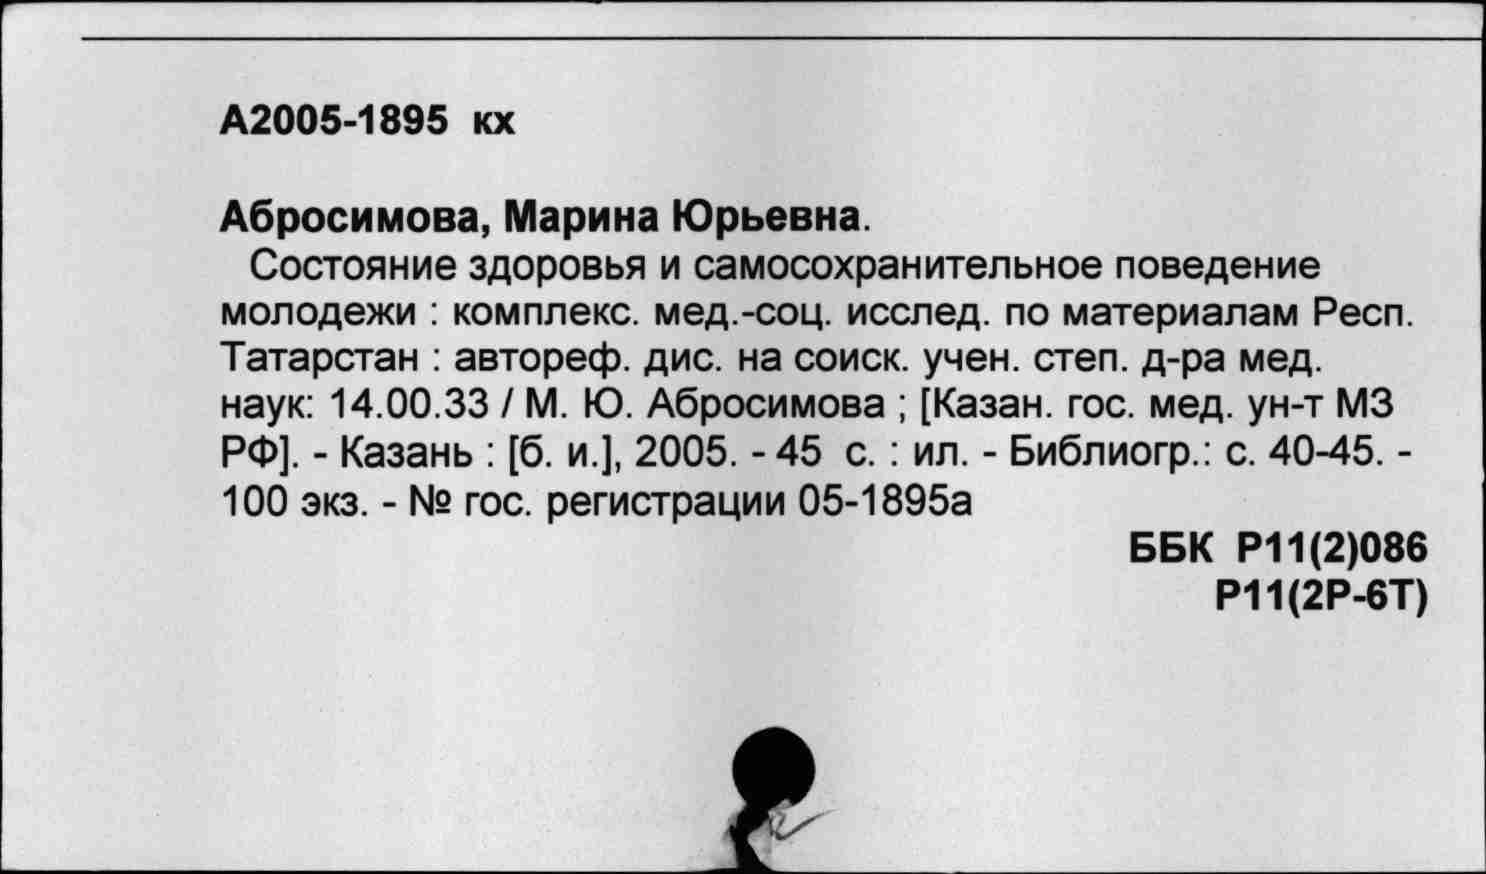 А2005-1895 кх
Абросимова, Марина Юрьевна.
Состояние здоровья и самосохранительное поведение
молодежи : комплекс. мед.-соц. исслед. по материалам Респ.
Татарстан : автореф. дис. на соиск. учен. степ. д-ра мед.
наук: 14.00.33 / М. Ю. Абросимова ; [Казан. гос. мед. ун-т МЗ
РФ]. - Казань : [б. и.], 2005. - 45 с. : ил. - Библиогр.: с. 40-45. -
100 экз. - № гос. регистрации 05-1895а
ББК Р11(2)086
Р11(2Р-6Т)